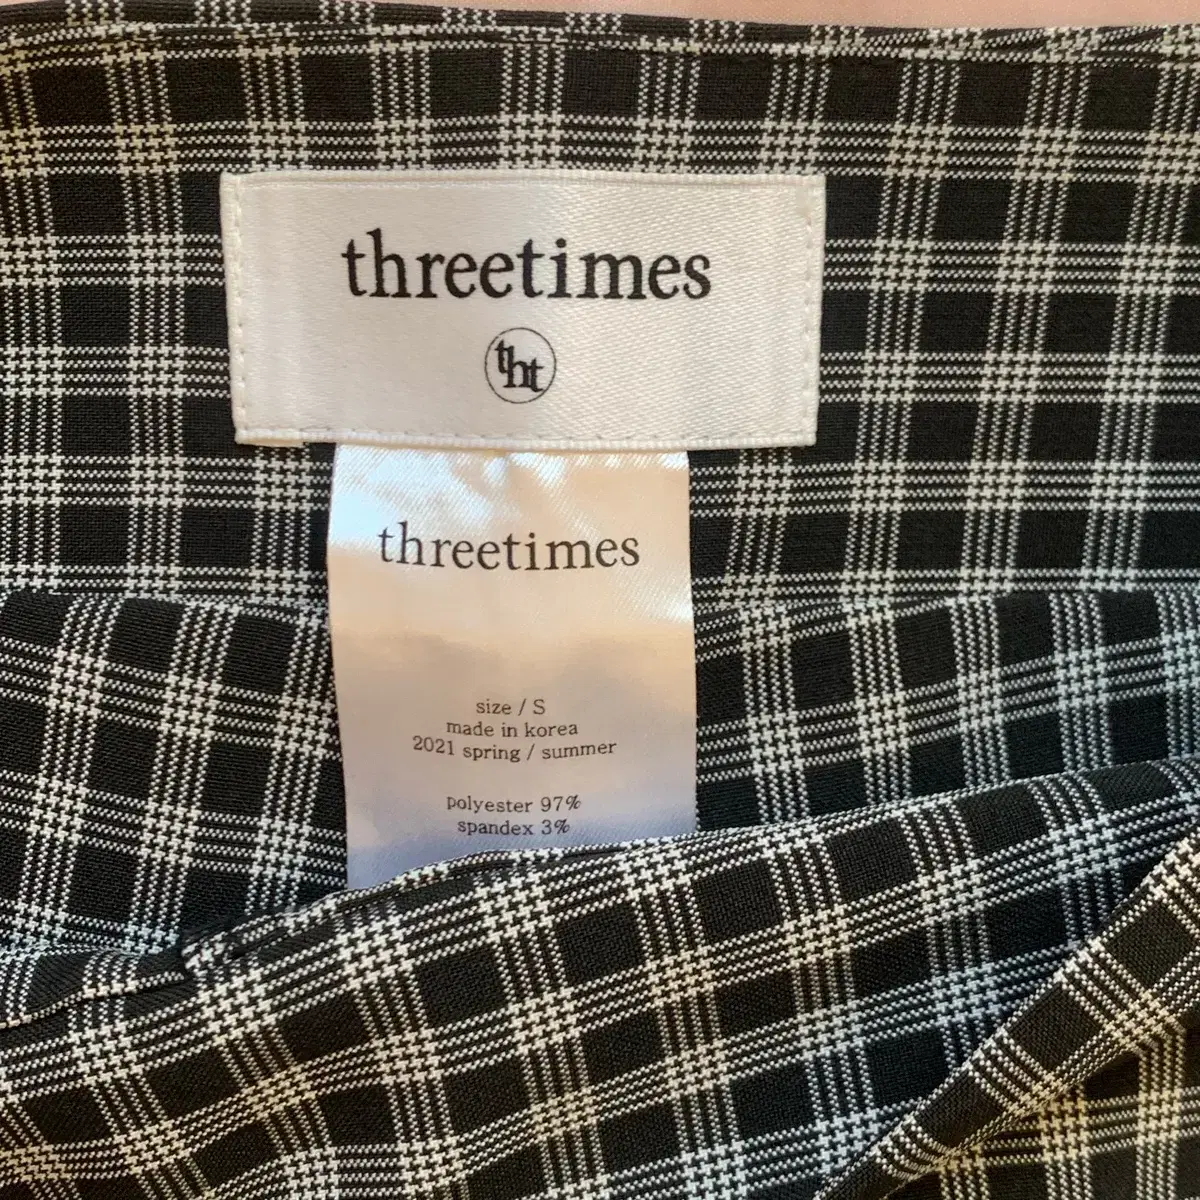 threetimes
tht
threetimes
size / S
made in korea
2021 spring / summer
polyester 97%
spandex 3%